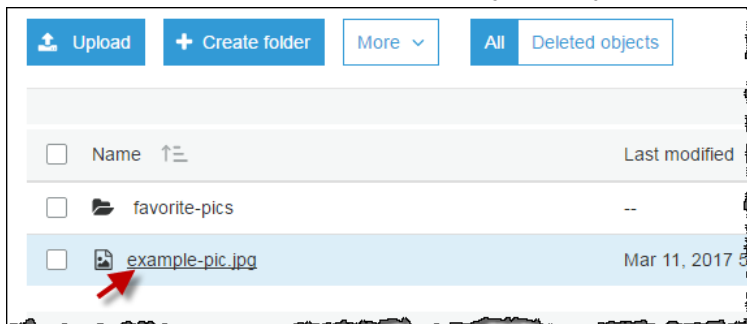 Upload Create folder More All Deleted objects
Name Last modified
favorite-pics --
example-pic.jpg Mar 11, 2017